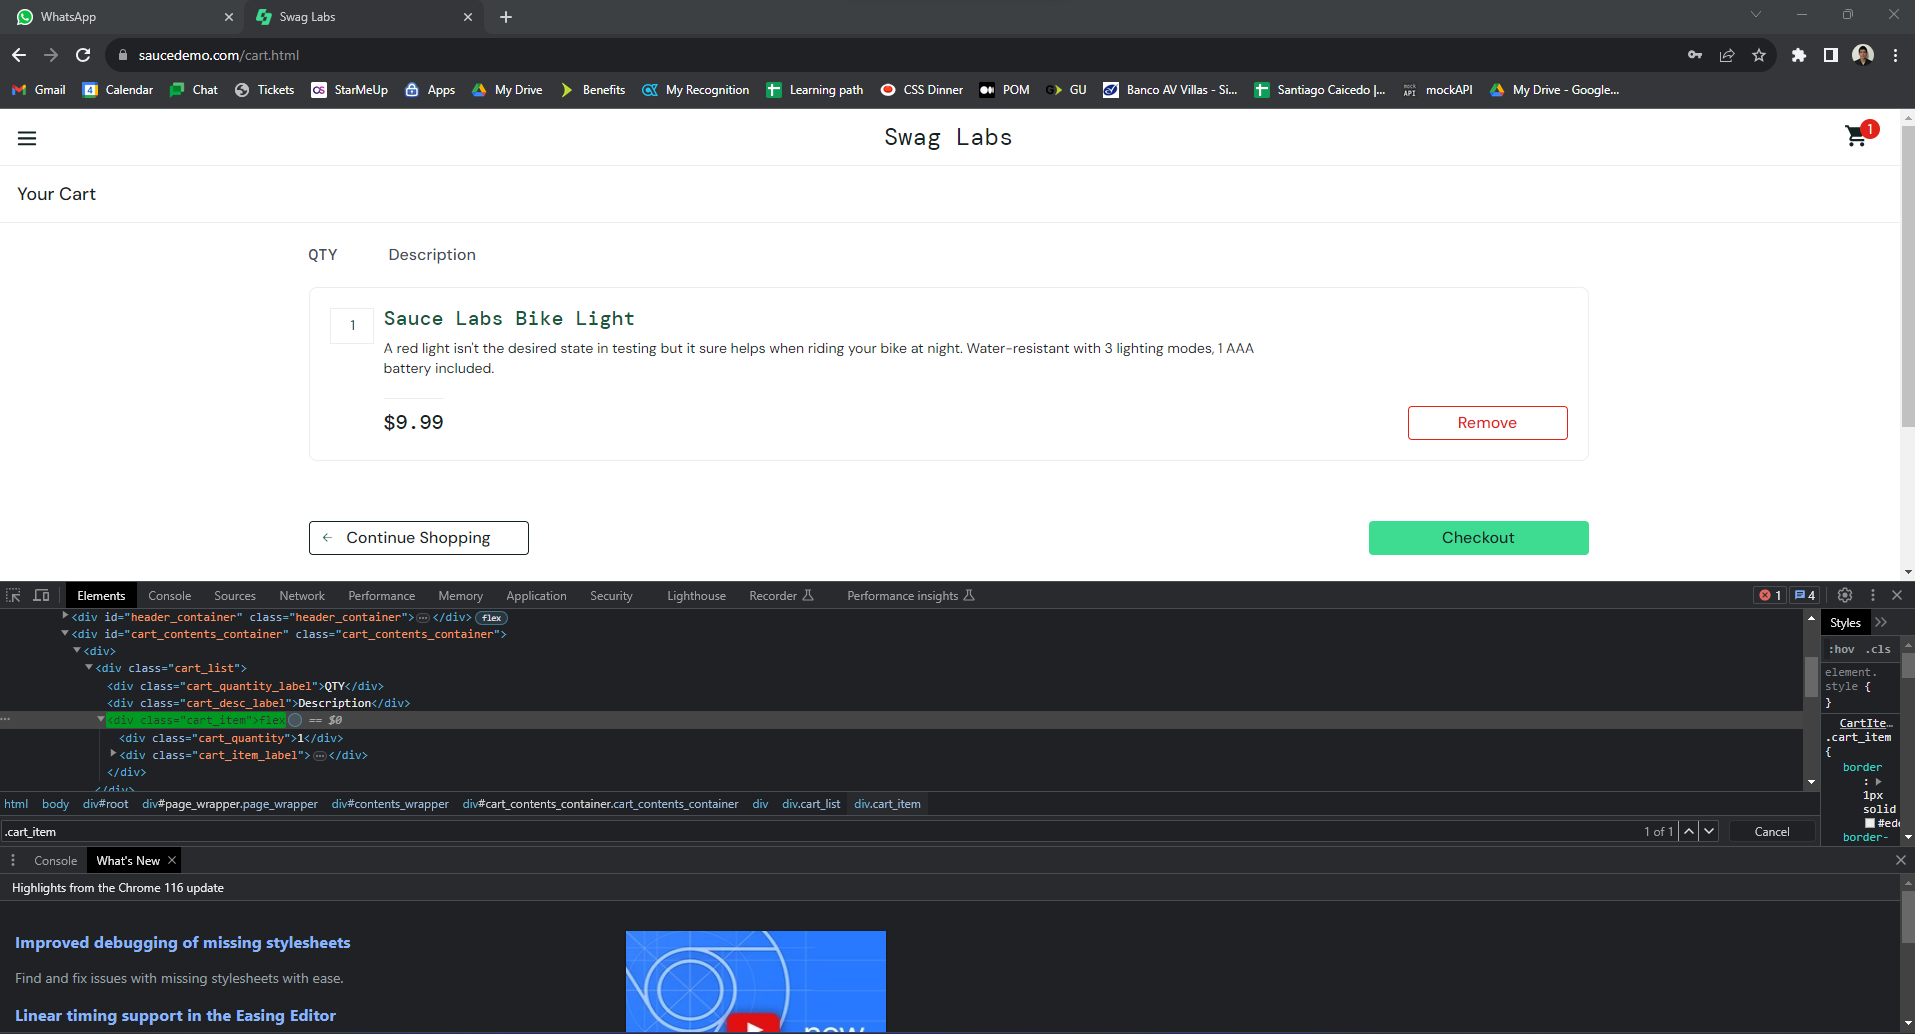 WhatsApp
Swag Labs
saucedemo.com/cart.html
Gmail
4
Calendar
Chat
Tickets
StarMeUp
Apps
My Drive
Benefits
My Recognition
Learning path
CSS Dinner
POM
GU
Banco AV Villas - Si...
Santiago Caicedo |...
mock
API
mockAPI
My Drive - Google...
Swag Labs
1
Your Cart
QTY
Description
1
Sauce Labs Bike Light
A red light isn't the desired state in testing but it sure helps when riding your bike at night. Water-resistant with 3 lighting modes, 1 AAA
battery included.
$9.99
Remove
Continue Shopping
Checkout
Elements
Console
Sources
Network
Performance
Memory
Application
Security
Lighthouse
Recorder
Performance insights
1
4
<div id="header_container" class="header_container">…</div> flex
<div id="cart_contents_container" class="cart_contents_container">
<div>
<div class="cart_list">
<div class="cart_quantity_label">QTY</div>
<div class="cart_desc_label">Description</div>
<div class="cart_item">flex == $0
<div class="cart_quantity">1</div>
<div class="cart_item_label">…</div>
</div>
</div>
html body div#root div#page_wrapper.page_wrapper div#contents_wrapper div#cart_contents_container.cart_contents_container div div.cart_list div.cart_item
.cart_item
1 of 1
Cancel
Styles
:hov .cls
element.
style {
}
CartIte…
.cart_item
{
border
:
1px
solid
#ede
border-
Console
What's New
Highlights from the Chrome 116 update
Improved debugging of missing stylesheets
Find and fix issues with missing stylesheets with ease.
Linear timing support in the Easing Editor
new